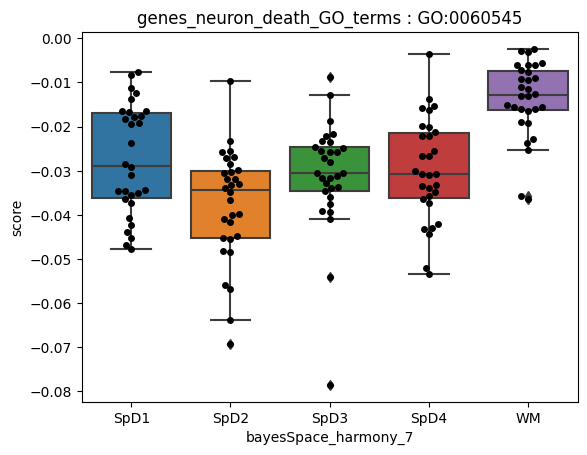 genes_neuron_death_GO_terms : GO:0060545
0.00
−0.01
−0.02
−0.03
−0.04
−0.05
−0.06
−0.07
−0.08
score
SpD1 SpD2 SpD3 SpD4 WM
bayesSpace_harmony_7